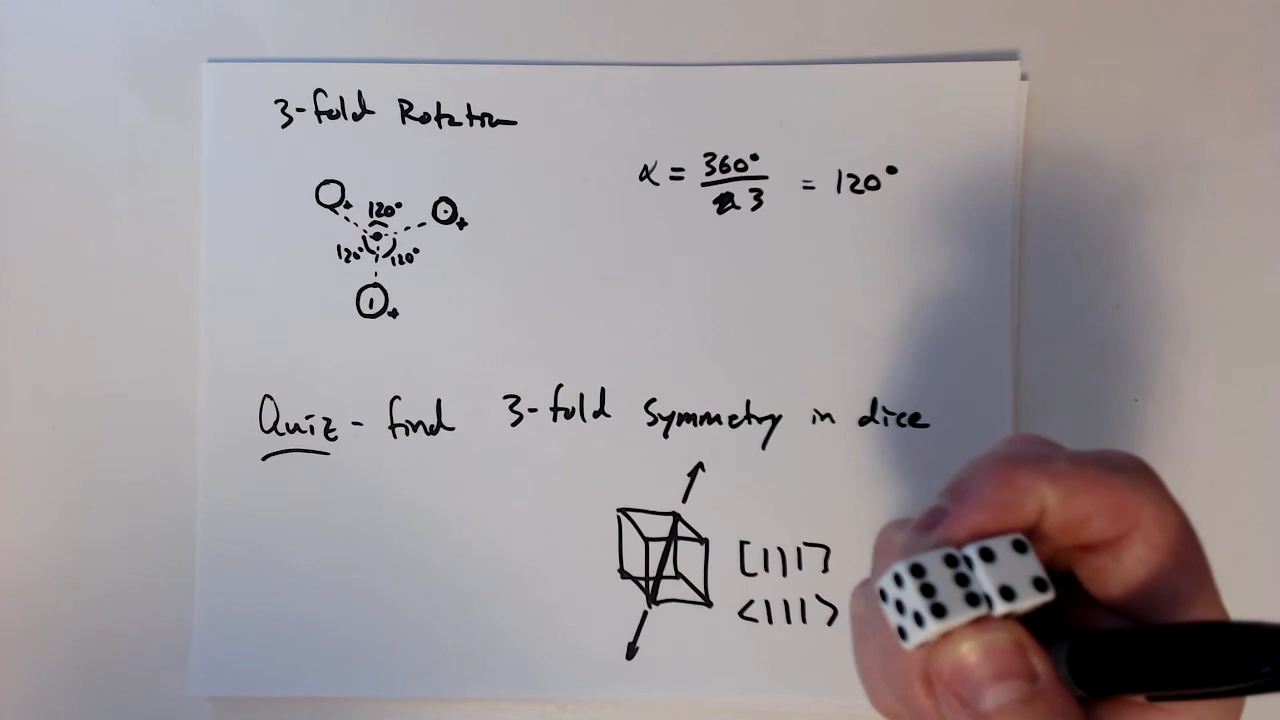 3-fold Rotation
α = 360° / 3 = 120°
120°
120° 120°
Quiz - find 3-fold symmetry in dice
[111]
<111>